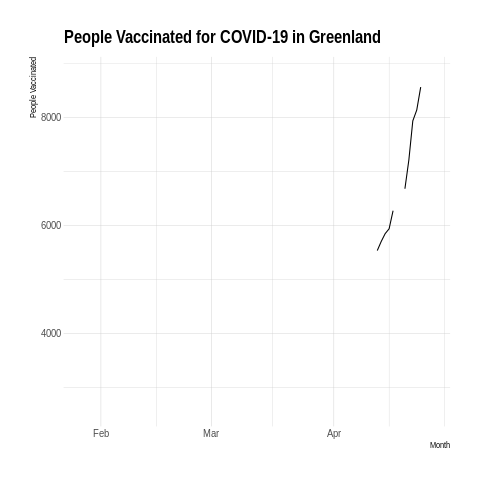 People Vaccinated for COVID-19 in Greenland
People Vaccinated
8000
6000
4000
Feb Mar Apr
Month